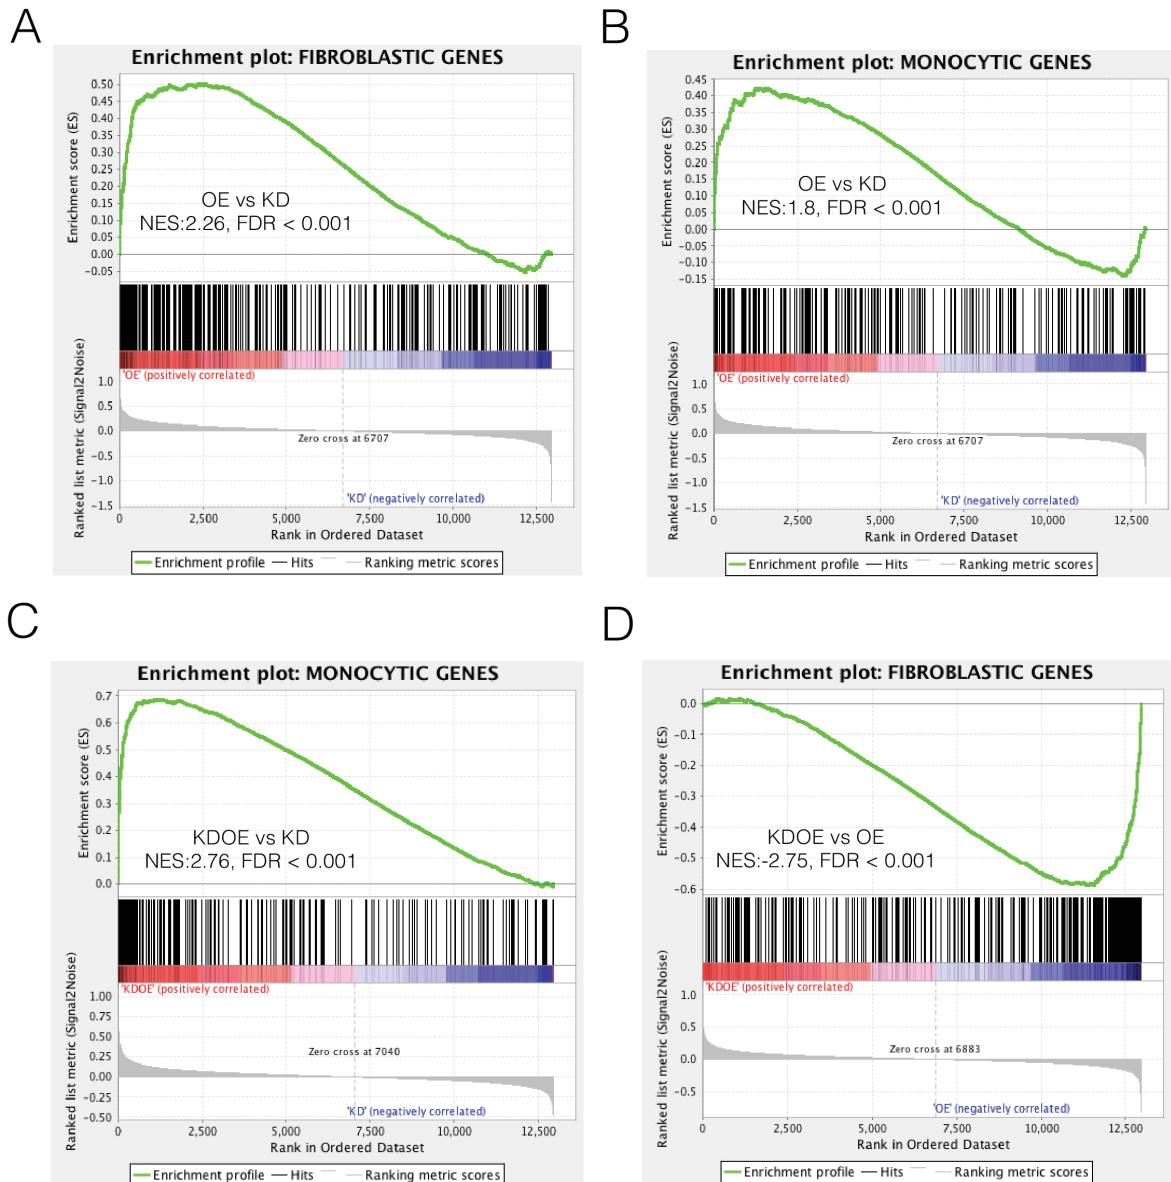 A
Enrichment plot: FIBROBLASTIC GENES
Enrichment score (ES)
0.50
0.45
0.40
0.35
0.30
0.25
0.20
0.15
0.10
0.05
0.00
-0.05
OE vs KD
NES:2.26, FDR < 0.001
Ranked list metric (Signal2Noise)
'OE' (positively correlated)
1.0
0.5
0.0
-0.5
-1.0
-1.5
Zero cross at 6707
'KD' (negatively correlated)
0 2,500 5,000 7,500 10,000 12,500
Rank in Ordered Dataset
Enrichment profile Hits Ranking metric scores
B
Enrichment plot: MONOCYTIC GENES
Enrichment score (ES)
0.45
0.40
0.35
0.30
0.25
0.20
0.15
0.10
0.05
0.00
-0.05
-0.10
-0.15
OE vs KD
NES:1.8, FDR < 0.001
Ranked list metric (Signal2Noise)
'OE' (positively correlated)
1.0
0.5
0.0
-0.5
-1.0
-1.5
Zero cross at 6707
'KD' (negatively correlated)
0 2,500 5,000 7,500 10,000 12,500
Rank in Ordered Dataset
Enrichment profile Hits Ranking metric scores
C
Enrichment plot: MONOCYTIC GENES
Enrichment score (ES)
0.7
0.6
0.5
0.4
0.3
0.2
0.1
0.0
KDOE vs KD
NES:2.76, FDR < 0.001
Ranked list metric (Signal2Noise)
'KDOE' (positively correlated)
1.00
0.75
0.50
0.25
0.00
-0.25
-0.50
Zero cross at 7040
'KD' (negatively correlated)
0 2,500 5,000 7,500 10,000 12,500
Rank in Ordered Dataset
Enrichment profile Hits Ranking metric scores
D
Enrichment plot: FIBROBLASTIC GENES
Enrichment score (ES)
0.0
-0.1
-0.2
-0.3
-0.4
-0.5
-0.6
KDOE vs OE
NES:-2.75, FDR < 0.001
Ranked list metric (Signal2Noise)
'KDOE' (positively correlated)
1.0
0.5
0.0
-0.5
Zero cross at 6883
'OE' (negatively correlated)
0 2,500 5,000 7,500 10,000 12,500
Rank in Ordered Dataset
Enrichment profile Hits Ranking metric scores